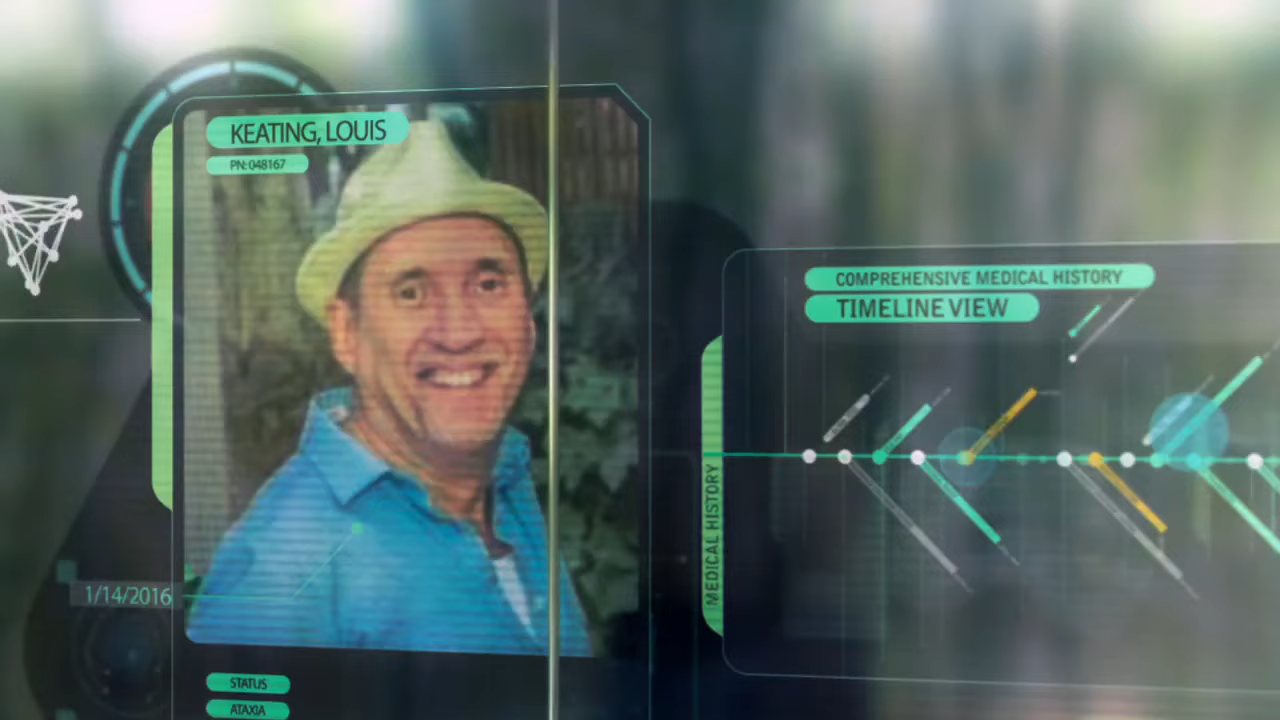 KEATING, LOUIS
PN: 048167
COMPREHENSIVE MEDICAL HISTORY
TIMELINE VIEW
MEDICAL HISTORY
1/14/2016
STATUS
ATAXIA